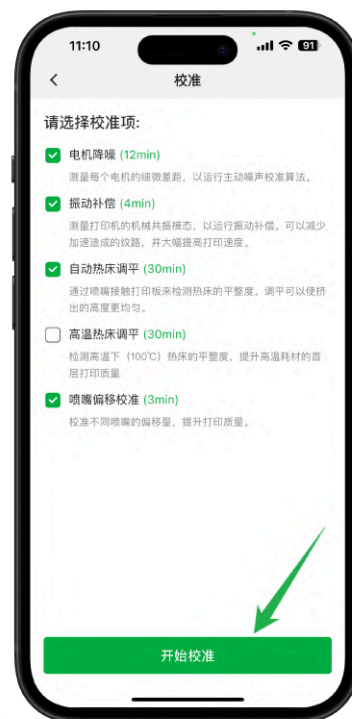 11:10
91
校准
请选择校准项:
电机降噪 (12min)
测量每个电机的细微差距，以运行主动噪声校准算法。
振动补偿 (4min)
测量打印机的机械共振模态，以运行振动补偿，可以减少
加速造成的纹路，并大幅提高打印速度。
自动热床调平 (30min)
通过喷嘴接触打印板来检测热床的平整度。调平可以使挤
出的高度更均匀。
高温热床调平 (30min)
检测高温下（100℃）热床的平整度，提升高温耗材的首
层打印质量
喷嘴偏移校准 (3min)
校准不同喷嘴的偏移量，提升打印质量。
开始校准